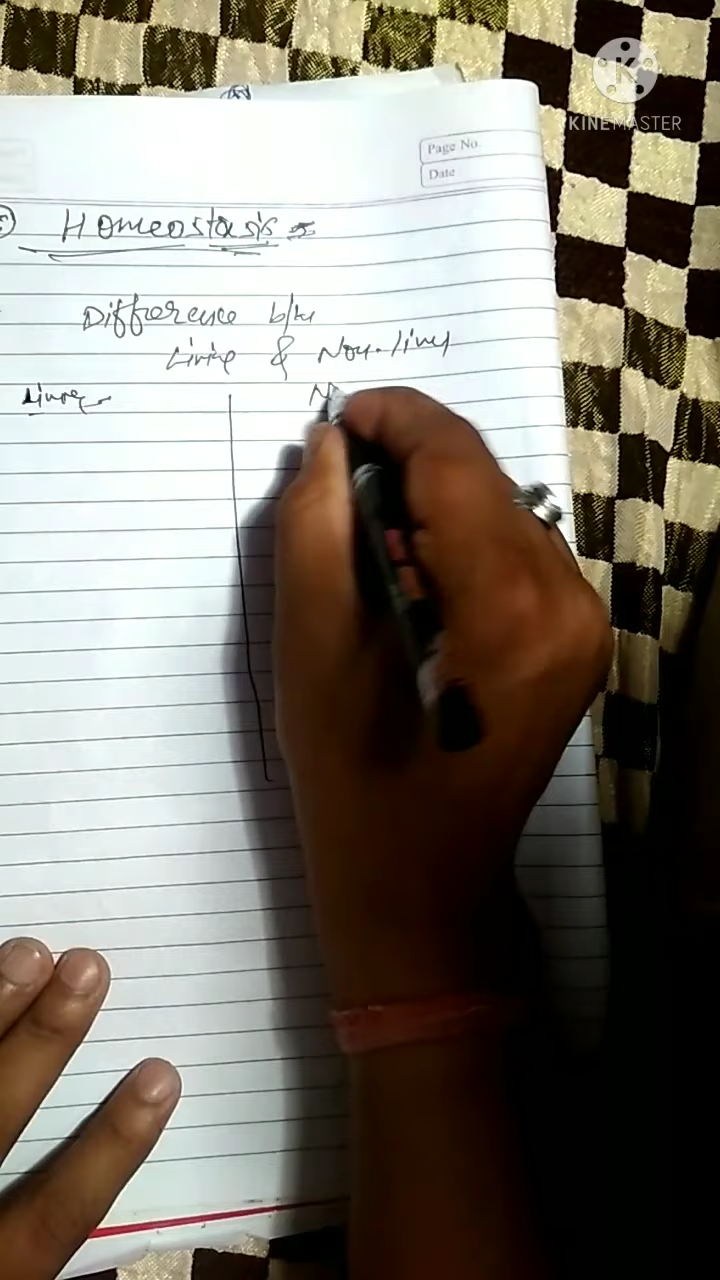 KINEMASTER
Page No.
Date
Homeostasis
Difference b/w
Living & Non-living
Living
N